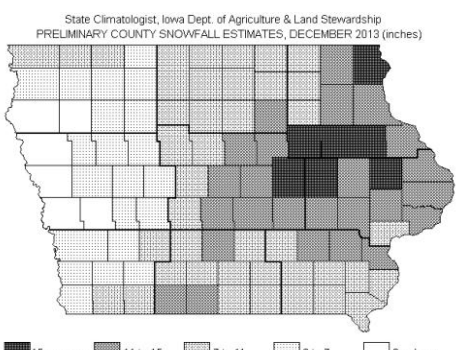 State Climatologist, Iowa Dept. of Agriculture & Land Stewardship
PRELIMINARY COUNTY SNOWFALL ESTIMATES, DECEMBER 2013 (inches)